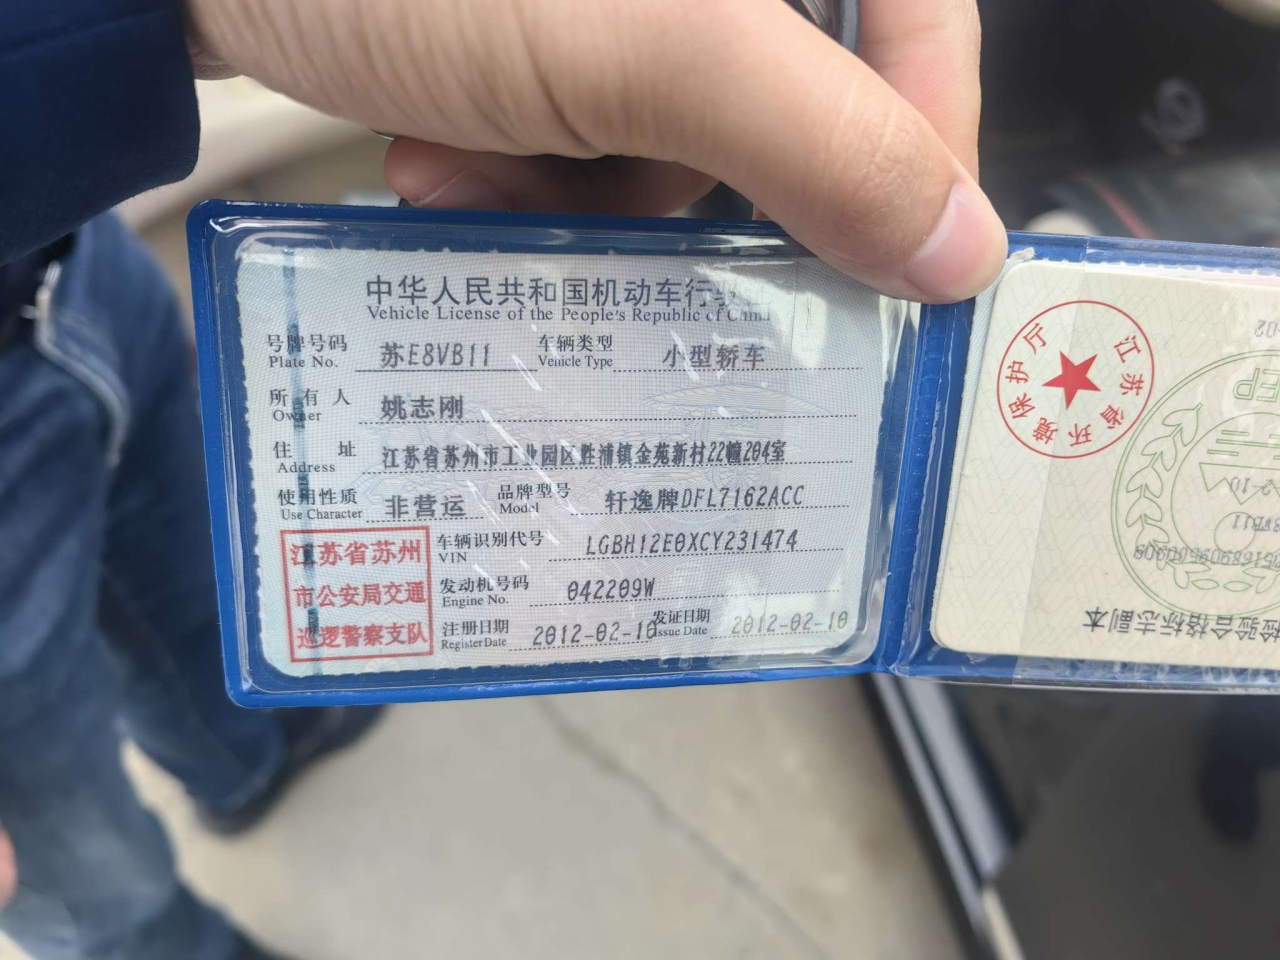 中华人民共和国机动车行驶证
Vehicle License of the People's Republic of China
号牌号码 苏E8VB11 车辆类型 小型轿车
Plate No. Vehicle Type
所有人 姚志刚
Owner
住址 江苏省苏州市工业园区胜浦镇金苑新村22幢204室
Address
使用性质 非营运 品牌型号 轩逸牌DFL7162ACC
Use Character Model
江苏省苏州
市公安局交通
巡逻警察支队
车辆识别代号 LGBH12E0XCY231474
VIN
发动机号码 042209W
Engine No.
注册日期 2012-02-10 发证日期 2012-02-10
Register Date Issue Date
江苏省环境保护厅
检验合格标志副本